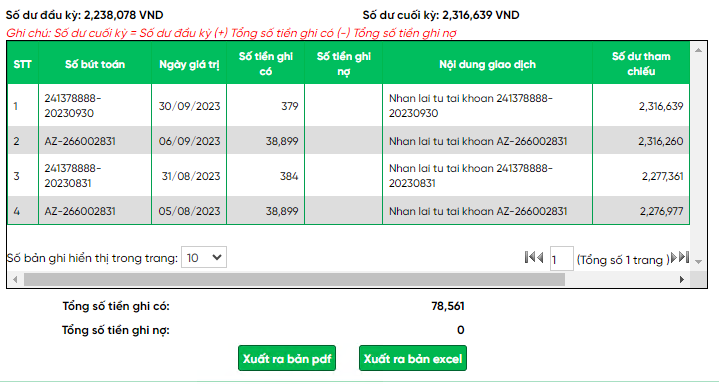 Số dư đầu kỳ: 2,238,078 VND Số dư cuối kỳ: 2,316,639 VND
Ghi chú: Số dư cuối kỳ = Số dư đầu kỳ (+) Tổng số tiền ghi có (-) Tổng số tiền ghi nợ
STT Số bút toán Ngày giá trị Số tiền ghi có Số tiền ghi nợ Nội dung giao dịch Số dư tham chiếu
1 241378888-20230930 30/09/2023 379 Nhan lai tu tai khoan 241378888-20230930 2,316,639
2 AZ-266002831 06/09/2023 38,899 Nhan lai tu tai khoan AZ-266002831 2,316,260
3 241378888-20230831 31/08/2023 384 Nhan lai tu tai khoan 241378888-20230831 2,277,361
4 AZ-266002831 05/08/2023 38,899 Nhan lai tu tai khoan AZ-266002831 2,276,977
Số bản ghi hiển thị trong trang: 10 1 (Tổng số 1 trang )
Tổng số tiền ghi có: 78,561
Tổng số tiền ghi nợ: 0
Xuất ra bản pdf Xuất ra bản excel